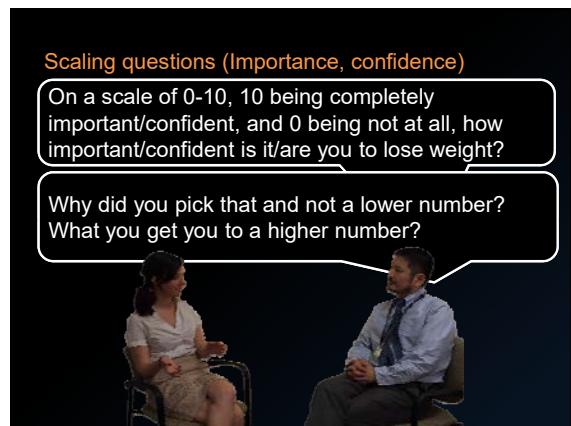 Scaling questions (Importance, confidence)
On a scale of 0-10, 10 being completely
important/confident, and 0 being not at all, how
important/confident is it/are you to lose weight?
Why did you pick that and not a lower number?
What you get you to a higher number?